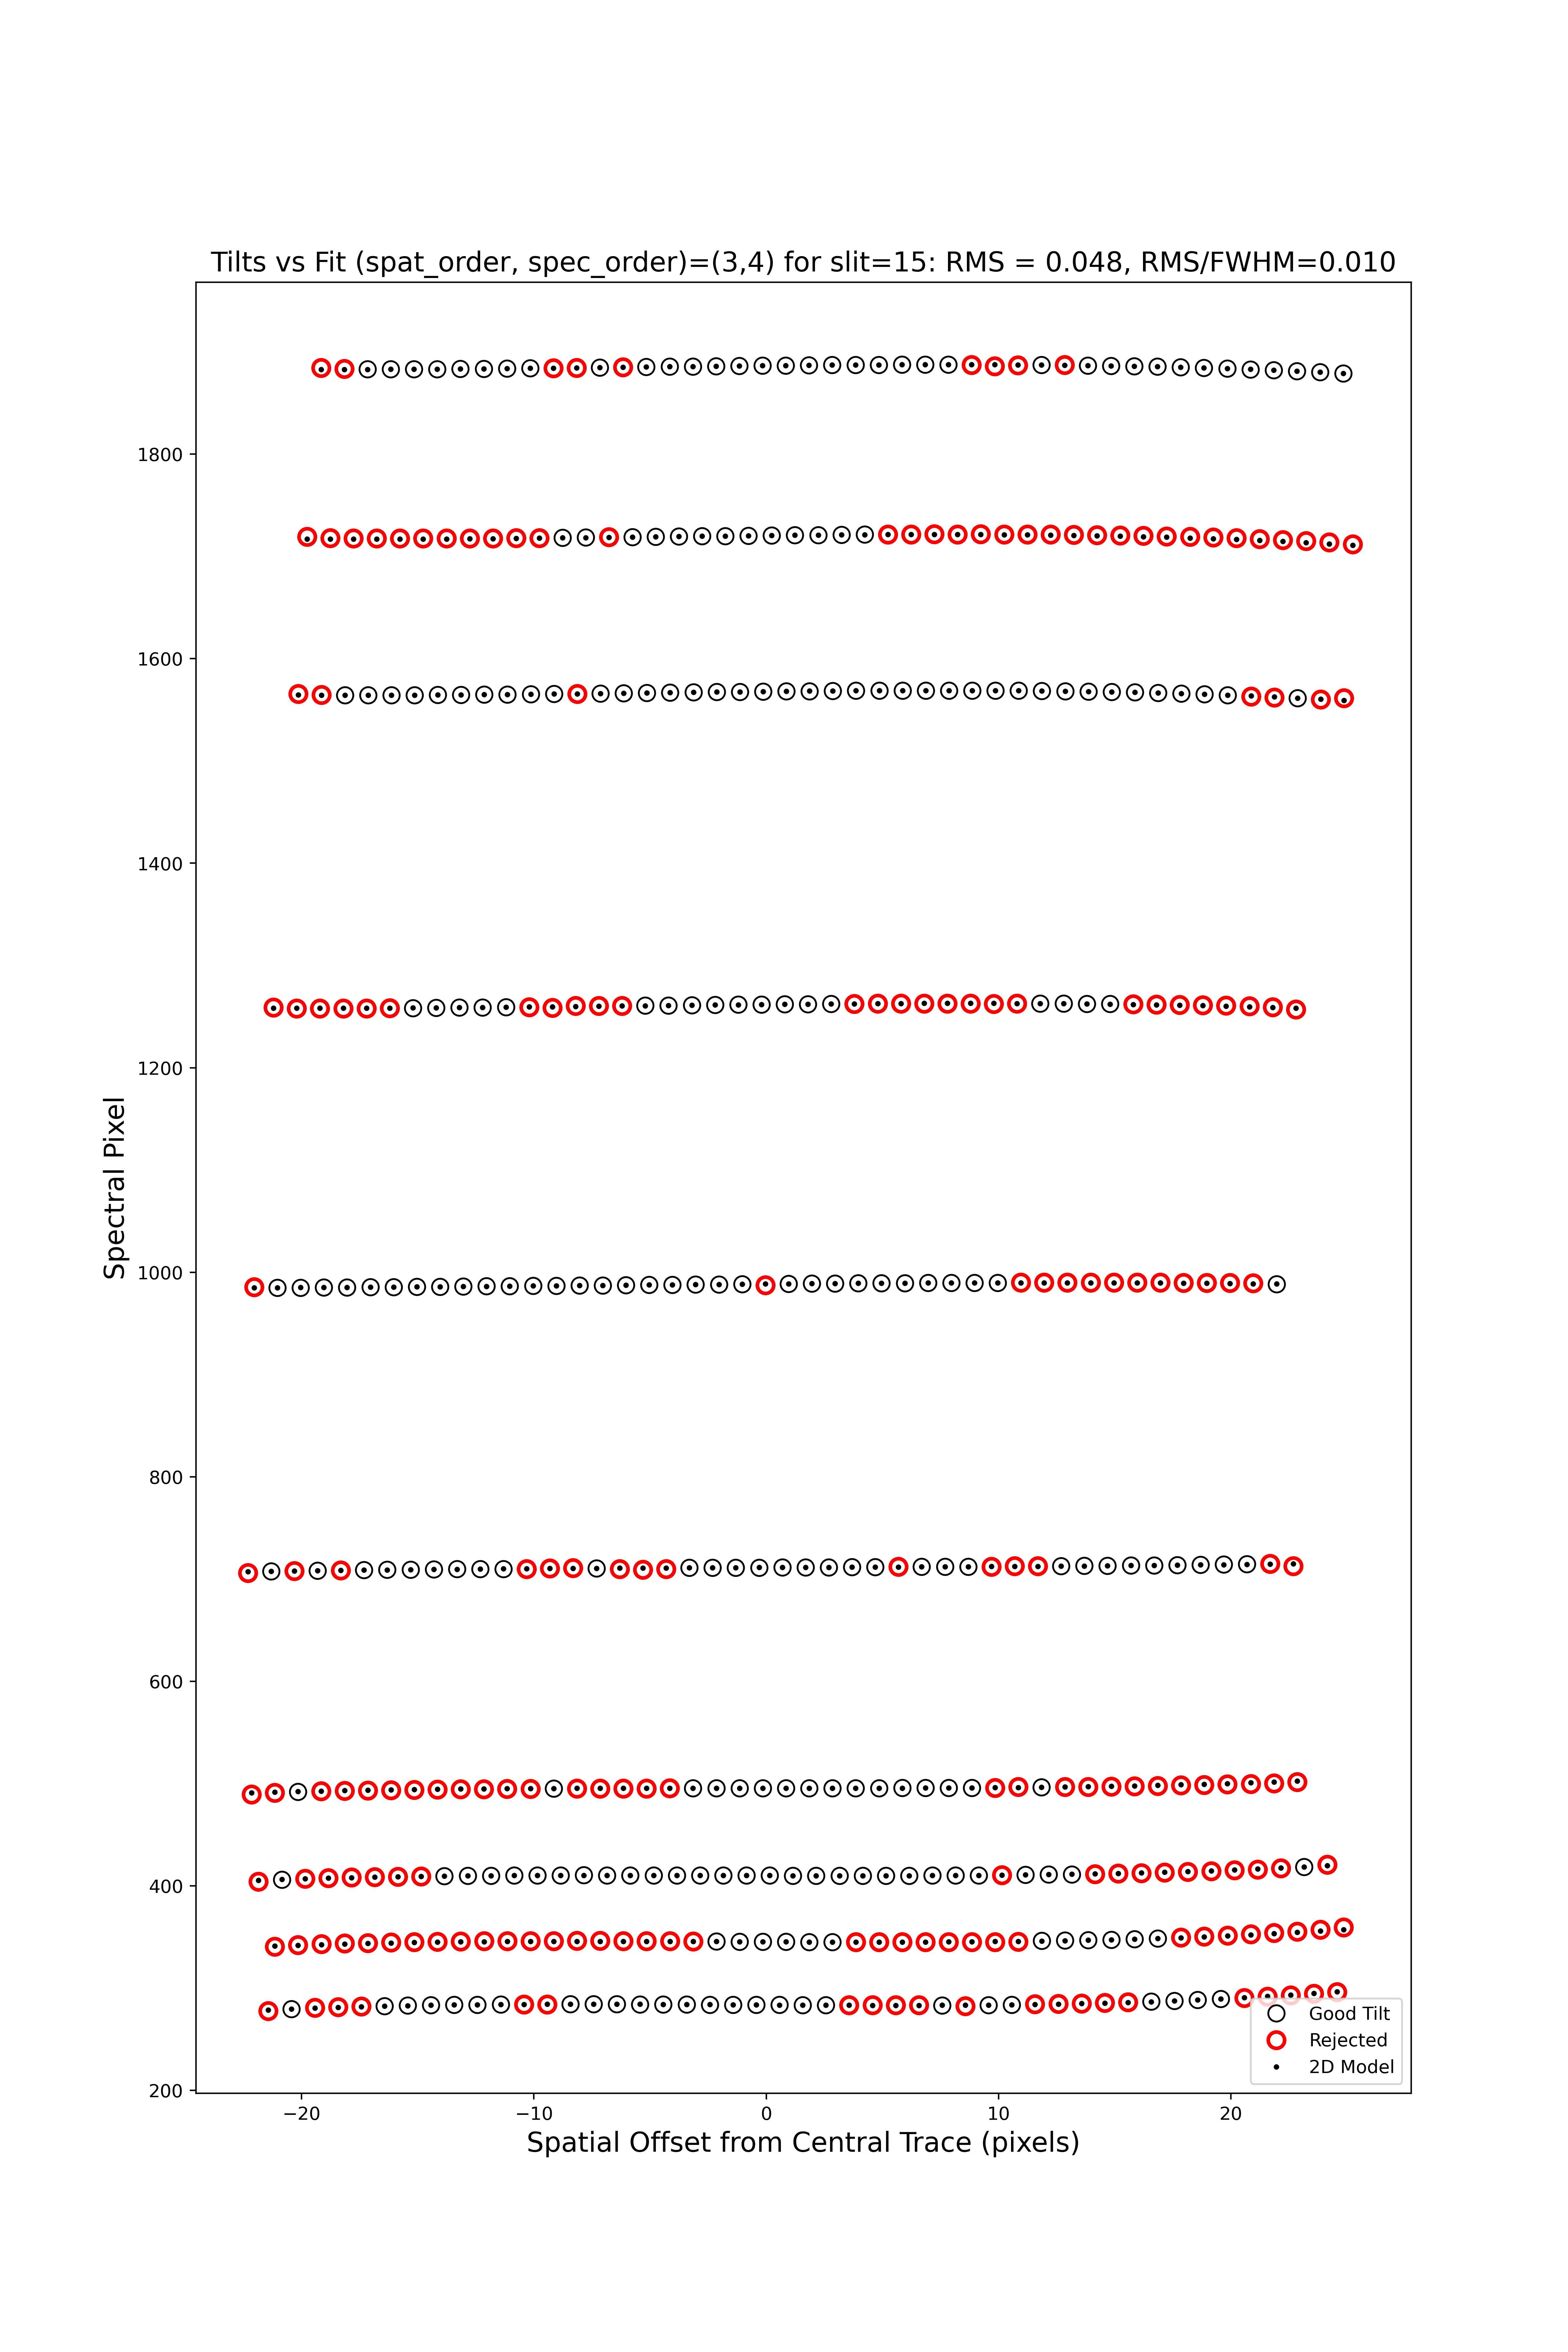 Tilts vs Fit (spat_order, spec_order)=(3,4) for slit=15: RMS = 0.048, RMS/FWHM=0.010
1800
1600
1400
1200
1000
800
600
400
200
Spectral Pixel
−20 −10 0 10 20
Spatial Offset from Central Trace (pixels)
Good Tilt
Rejected
2D Model